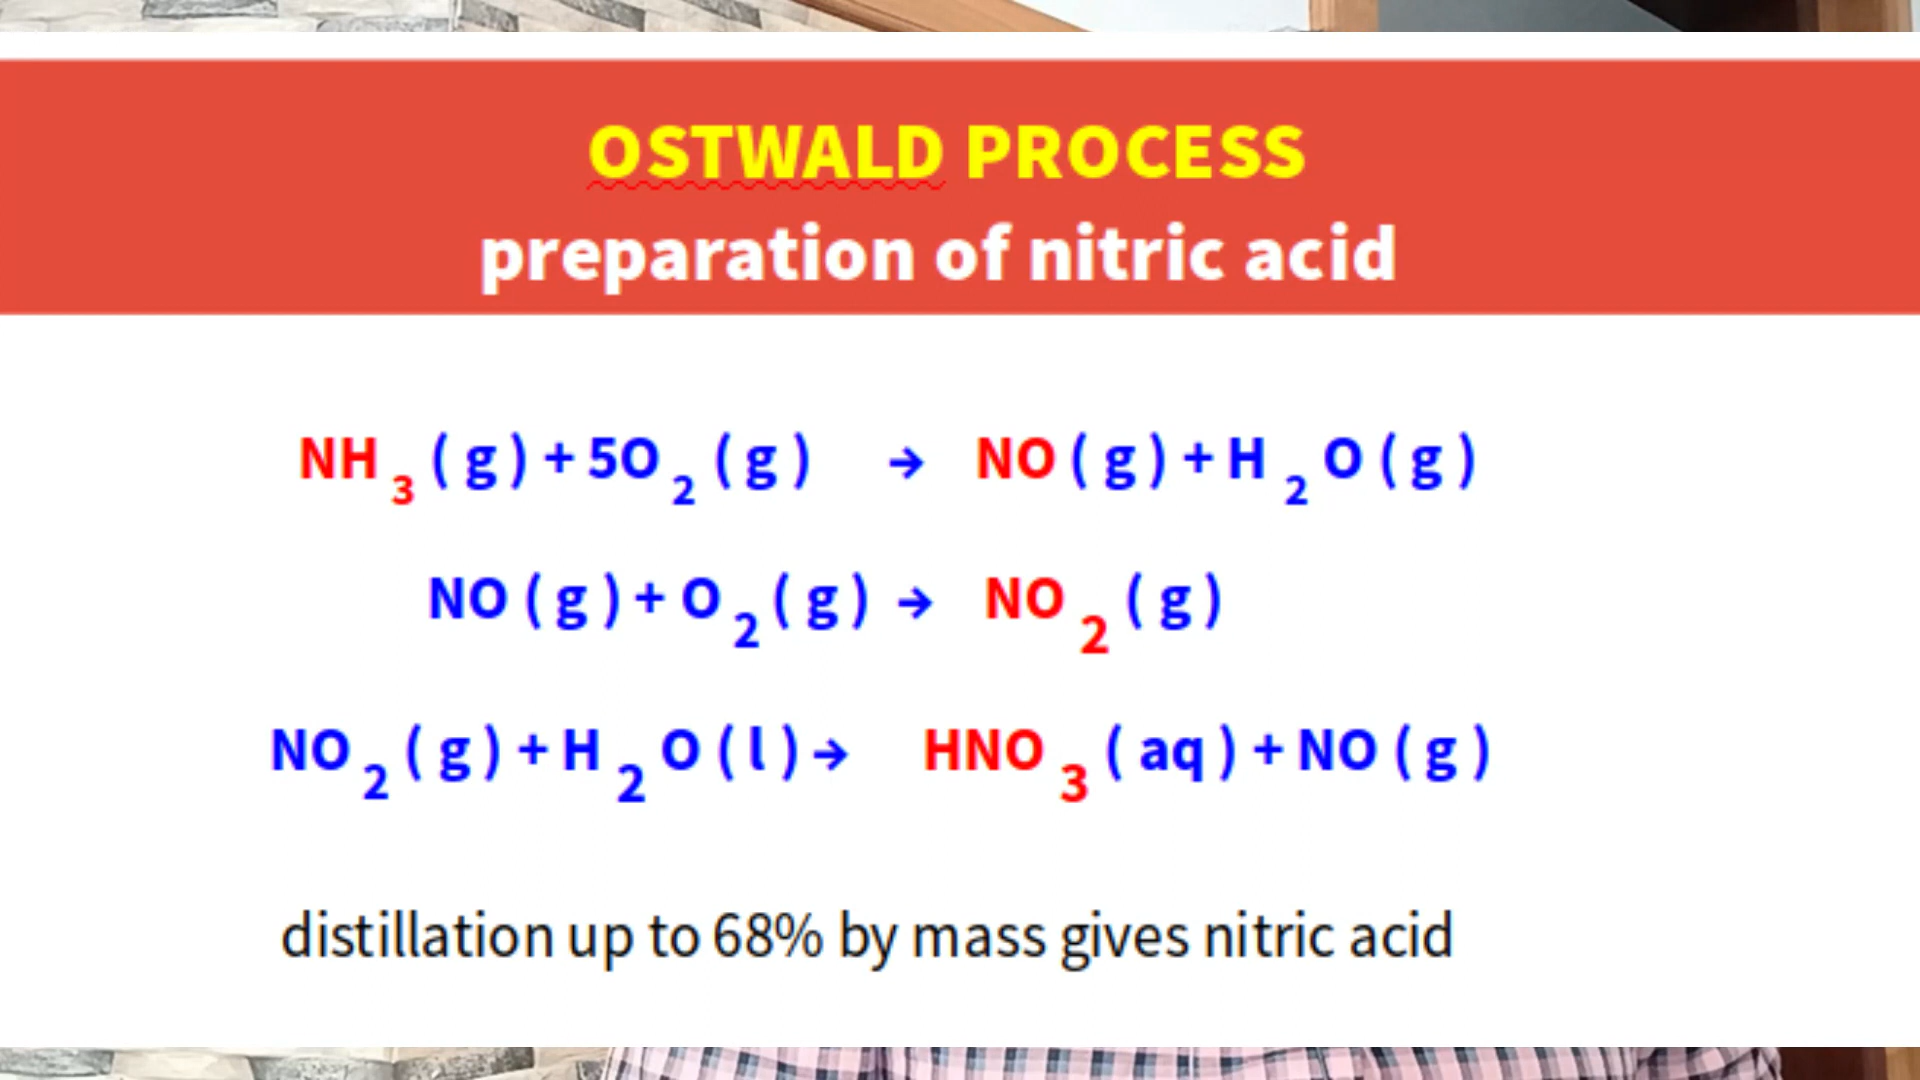 OSTWALD PROCESS
preparation of nitric acid
NH3(g)+5O2(g) → NO(g)+H2O(g)
NO(g)+O2(g)→ NO2(g)
NO2(g)+H2O(l)→ HNO3(aq)+NO(g)
distillation up to 68% by mass gives nitric acid